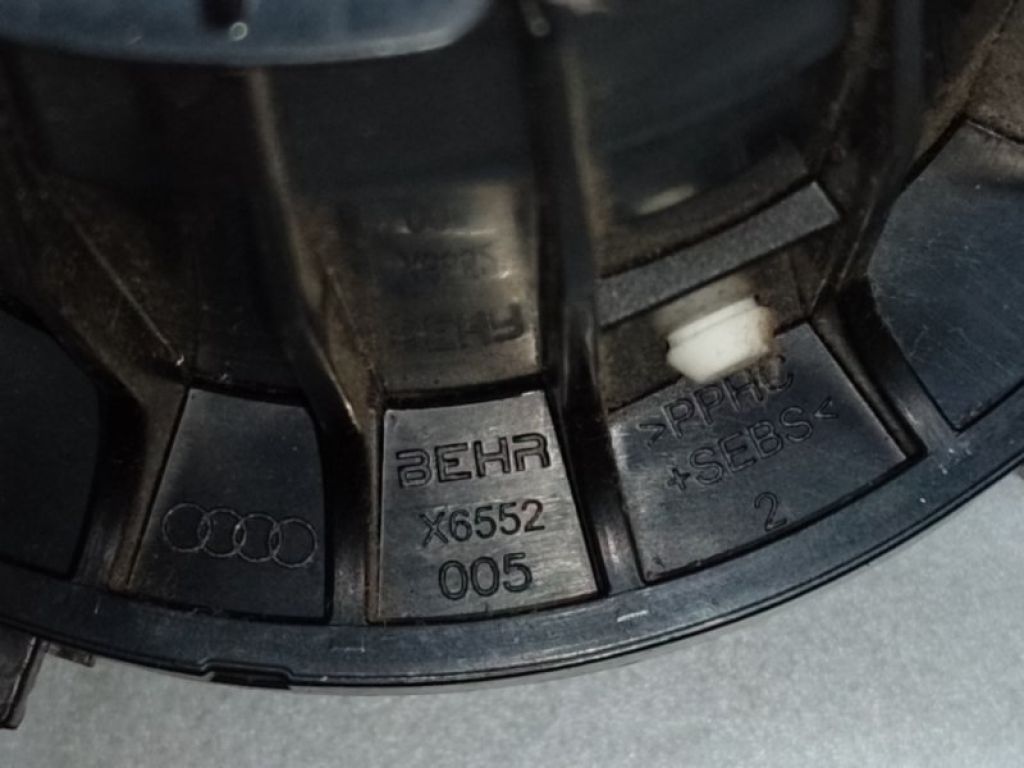 BEHR
X6552
005
>PPHC
+SEBS<
2